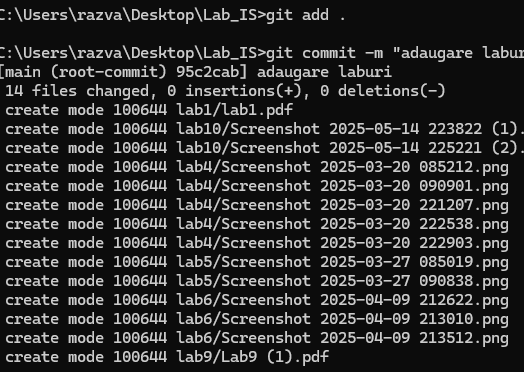 C:\Users\razva\Desktop\Lab_IS>git add .
C:\Users\razva\Desktop\Lab_IS>git commit -m "adaugare labur
[main (root-commit) 95c2cab] adaugare laburi
14 files changed, 0 insertions(+), 0 deletions(-)
create mode 100644 lab1/lab1.pdf
create mode 100644 lab10/Screenshot 2025-05-14 223822 (1).
create mode 100644 lab10/Screenshot 2025-05-14 225221 (2).
create mode 100644 lab4/Screenshot 2025-03-20 085212.png
create mode 100644 lab4/Screenshot 2025-03-20 090901.png
create mode 100644 lab4/Screenshot 2025-03-20 221207.png
create mode 100644 lab4/Screenshot 2025-03-20 222538.png
create mode 100644 lab4/Screenshot 2025-03-20 222903.png
create mode 100644 lab5/Screenshot 2025-03-27 085019.png
create mode 100644 lab5/Screenshot 2025-03-27 090838.png
create mode 100644 lab6/Screenshot 2025-04-09 212622.png
create mode 100644 lab6/Screenshot 2025-04-09 213010.png
create mode 100644 lab6/Screenshot 2025-04-09 213512.png
create mode 100644 lab9/Lab9 (1).pdf